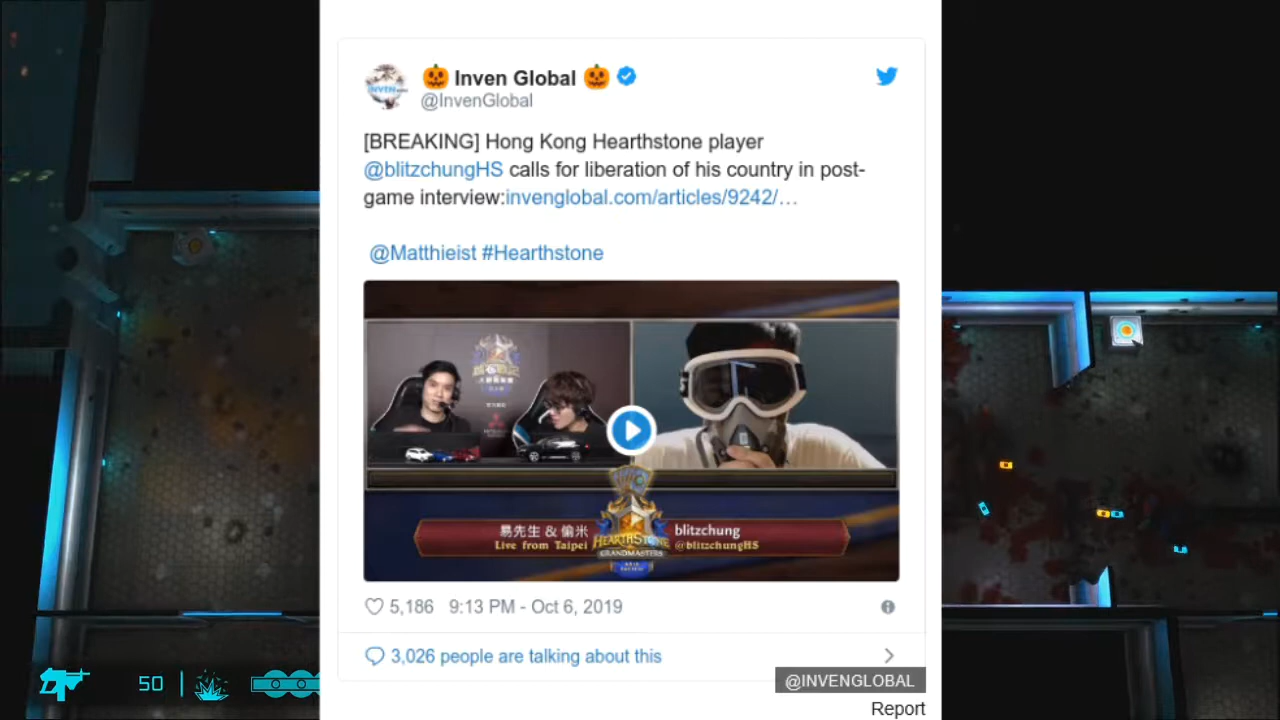 🎃 Inven Global 🎃
@InvenGlobal
[BREAKING] Hong Kong Hearthstone player
@blitzchungHS calls for liberation of his country in post-
game interview:invenglobal.com/articles/9242/…
@Matthieist #Hearthstone
易先生 & 偷米
Live from Taipei
HEARTHSTONE
GRANDMASTERS
blitzchung
@blitzchungHS
5,186 9:13 PM - Oct 6, 2019
3,026 people are talking about this
@INVENGLOBAL
Report
50